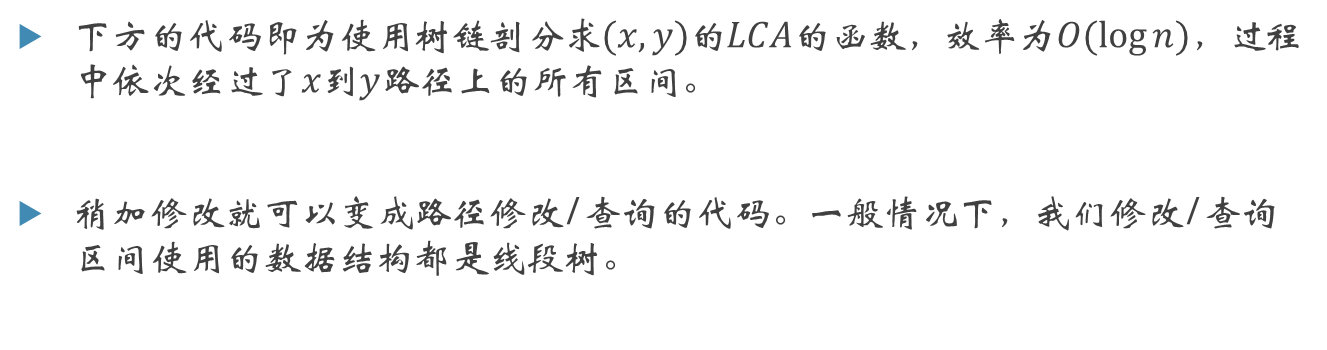 下方的代码即为使用树链剖分求(x, y)的LCA的函数，效率为O(log n)，过程
中依次经过了x到y路径上的所有区间。
稍加修改就可以变成路径修改/查询的代码。一般情况下，我们修改/查询
区间使用的数据结构都是线段树。